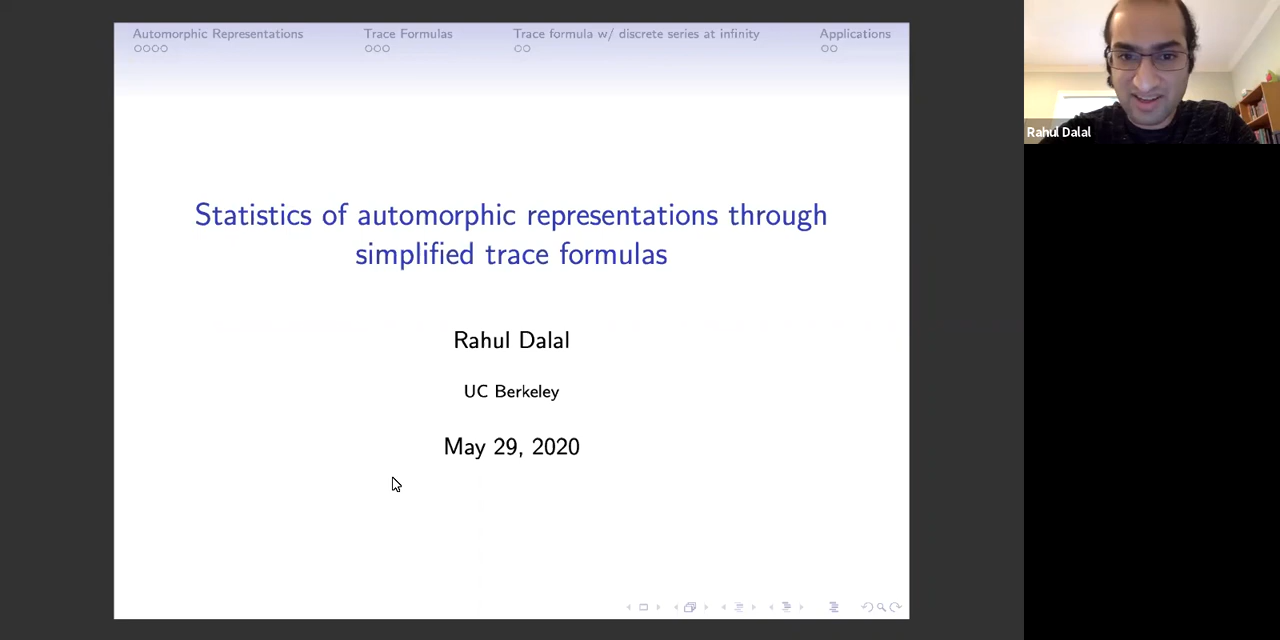 Automorphic Representations
Trace Formulas
Trace formula w/ discrete series at infinity
Applications
Statistics of automorphic representations through
simplified trace formulas
Rahul Dalal
UC Berkeley
May 29, 2020
Rahul Dalal